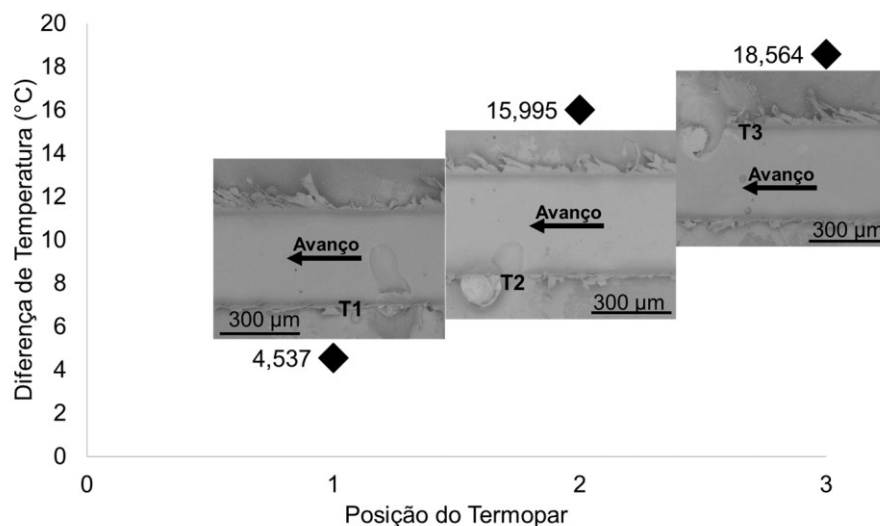 Diferença de Temperatura (°C)
20
18
16
14
12
10
8
6
4
2
0
18,564
15,995
4,537
T3
Avanço
300 µm
Avanço
T2
300 µm
Avanço
T1
300 µm
0
1
2
3
Posição do Termopar